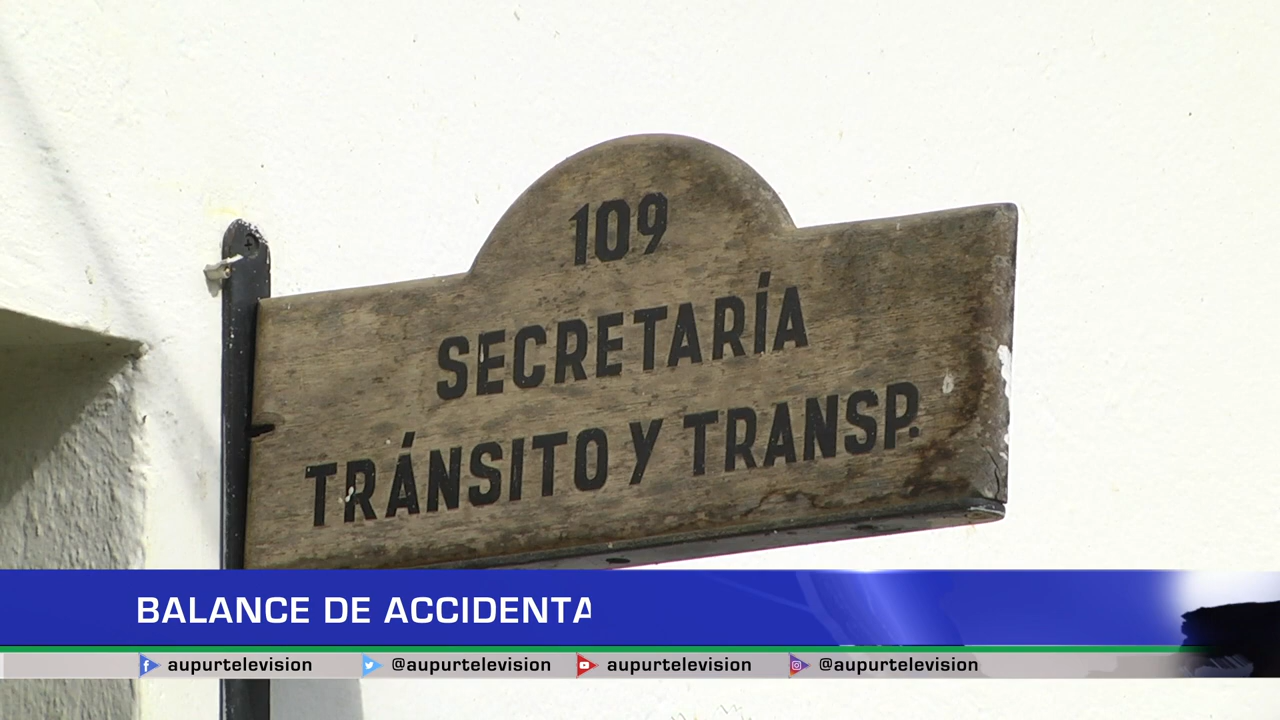 109
SECRETARÍA
TRÁNSITO Y TRANSP.
BALANCE DE ACCIDENTA
aupurtelevision @aupurtelevision aupurtelevision @aupurtelevision